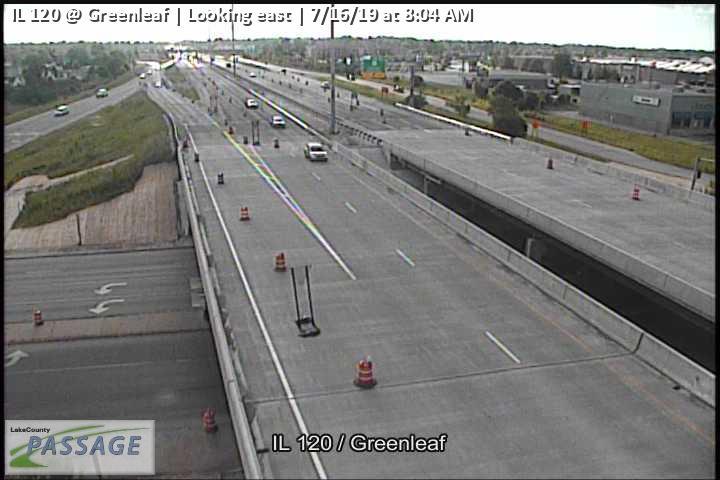 IL 120 @ Greenleaf | Looking east | 7/16/19 at 8:04 AM
LakeCounty
PASSAGE
IL 120 / Greenleaf